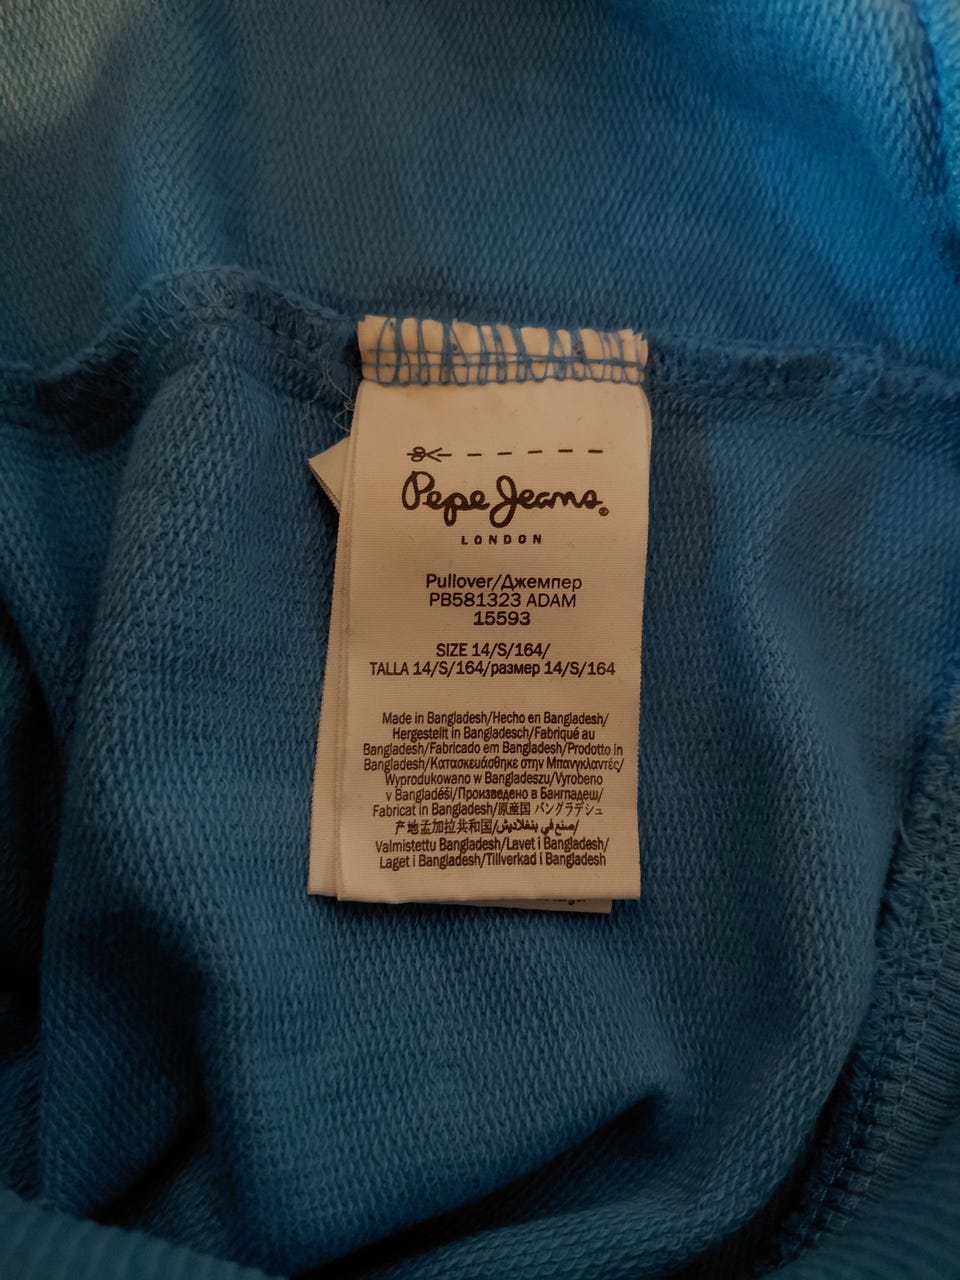 Pepe Jeans®
LONDON
Pullover/Джемпер
PB581323 ADAM
15593
SIZE 14/S/164/
TALLA 14/S/164/размер 14/S/164
Made in Bangladesh/Hecho en Bangladesh/
Hergestellt in Bangladesch/Fabriqué au
Bangladesh/Fabricado em Bangladesh/Prodotto in
Bangladesh/Κατασκευάσθηκε στην Μπανγκλαντές/
Wyprodukowano w Bangladeszu/Vyrobeno
v Bangladéši/Произведено в Бангладеш/
Fabricat in Bangladesh/原産国 バングラデシュ
产地孟加拉共和国/صنع في بنغلاديش/
Valmistettu Bangladesh/Lavet i Bangladesh/
Laget i Bangladesh/Tillverkad i Bangladesh